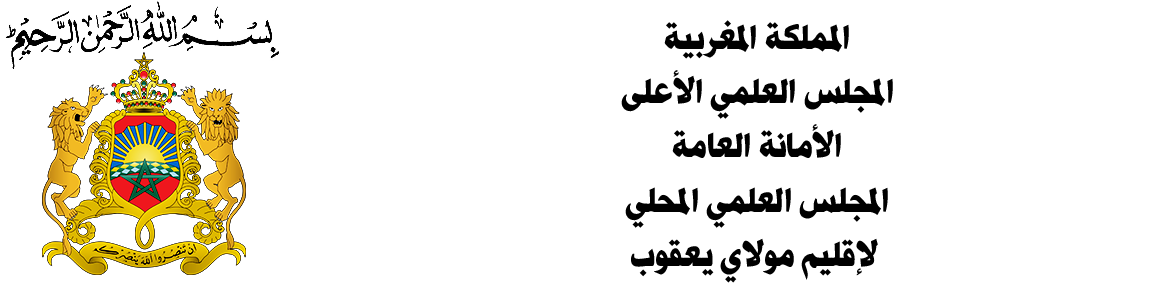 بسم الله الرحمن الرحيم
المملكة المغربية
المجلس العلمي الأعلى
الأمانة العامة
المجلس العلمي المحلي
لإقليم مولاي يعقوب
ان تنصروا الله ينصركم